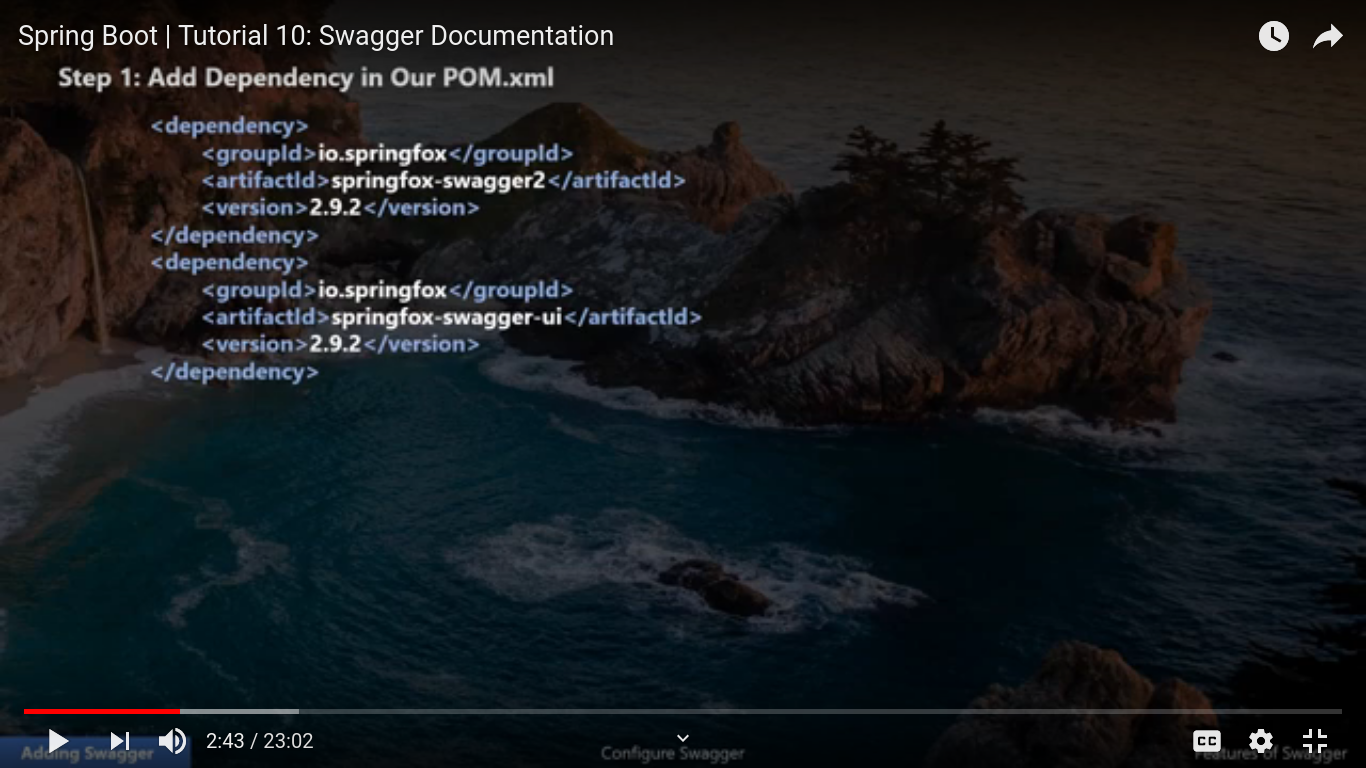 Spring Boot | Tutorial 10: Swagger Documentation
Step 1: Add Dependency in Our POM.xml
<dependency>
<groupId>io.springfox</groupId>
<artifactId>springfox-swagger2</artifactId>
<version>2.9.2</version>
</dependency>
<dependency>
<groupId>io.springfox</groupId>
<artifactId>springfox-swagger-ui</artifactId>
<version>2.9.2</version>
</dependency>
2:43 / 23:02
CC
Adding Swagger
Configure Swagger
Features of Swagger